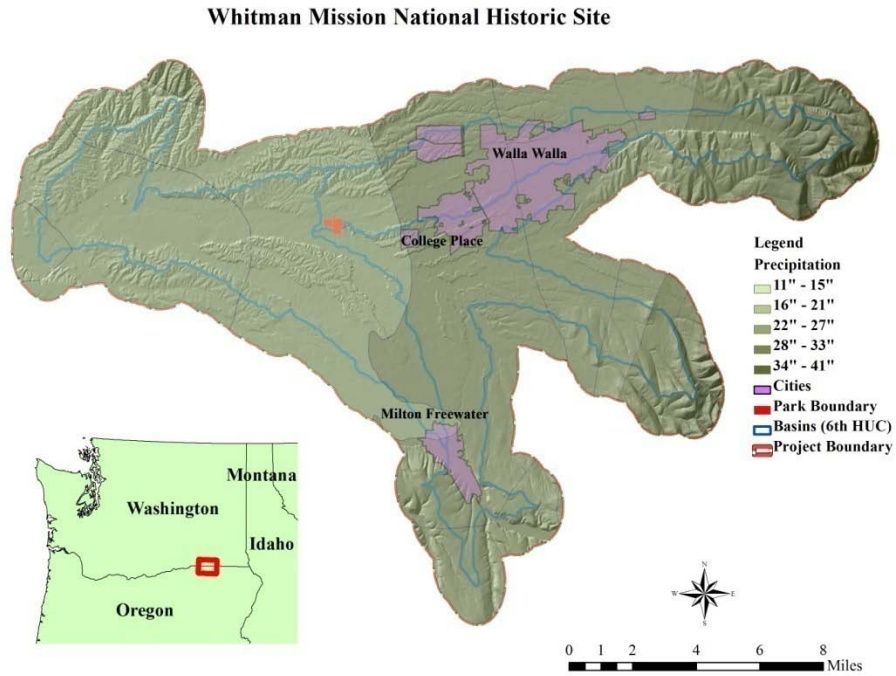 Whitman Mission National Historic Site
Walla Walla
College Place
Milton Freewater
Legend
Precipitation
11" - 15"
16" - 21"
22" - 27"
28" - 33"
34" - 41"
Cities
Park Boundary
Basins (6th HUC)
Project Boundary
Montana
Washington
Idaho
Oregon
N
W E
S
0 1 2 4 6 8
Miles